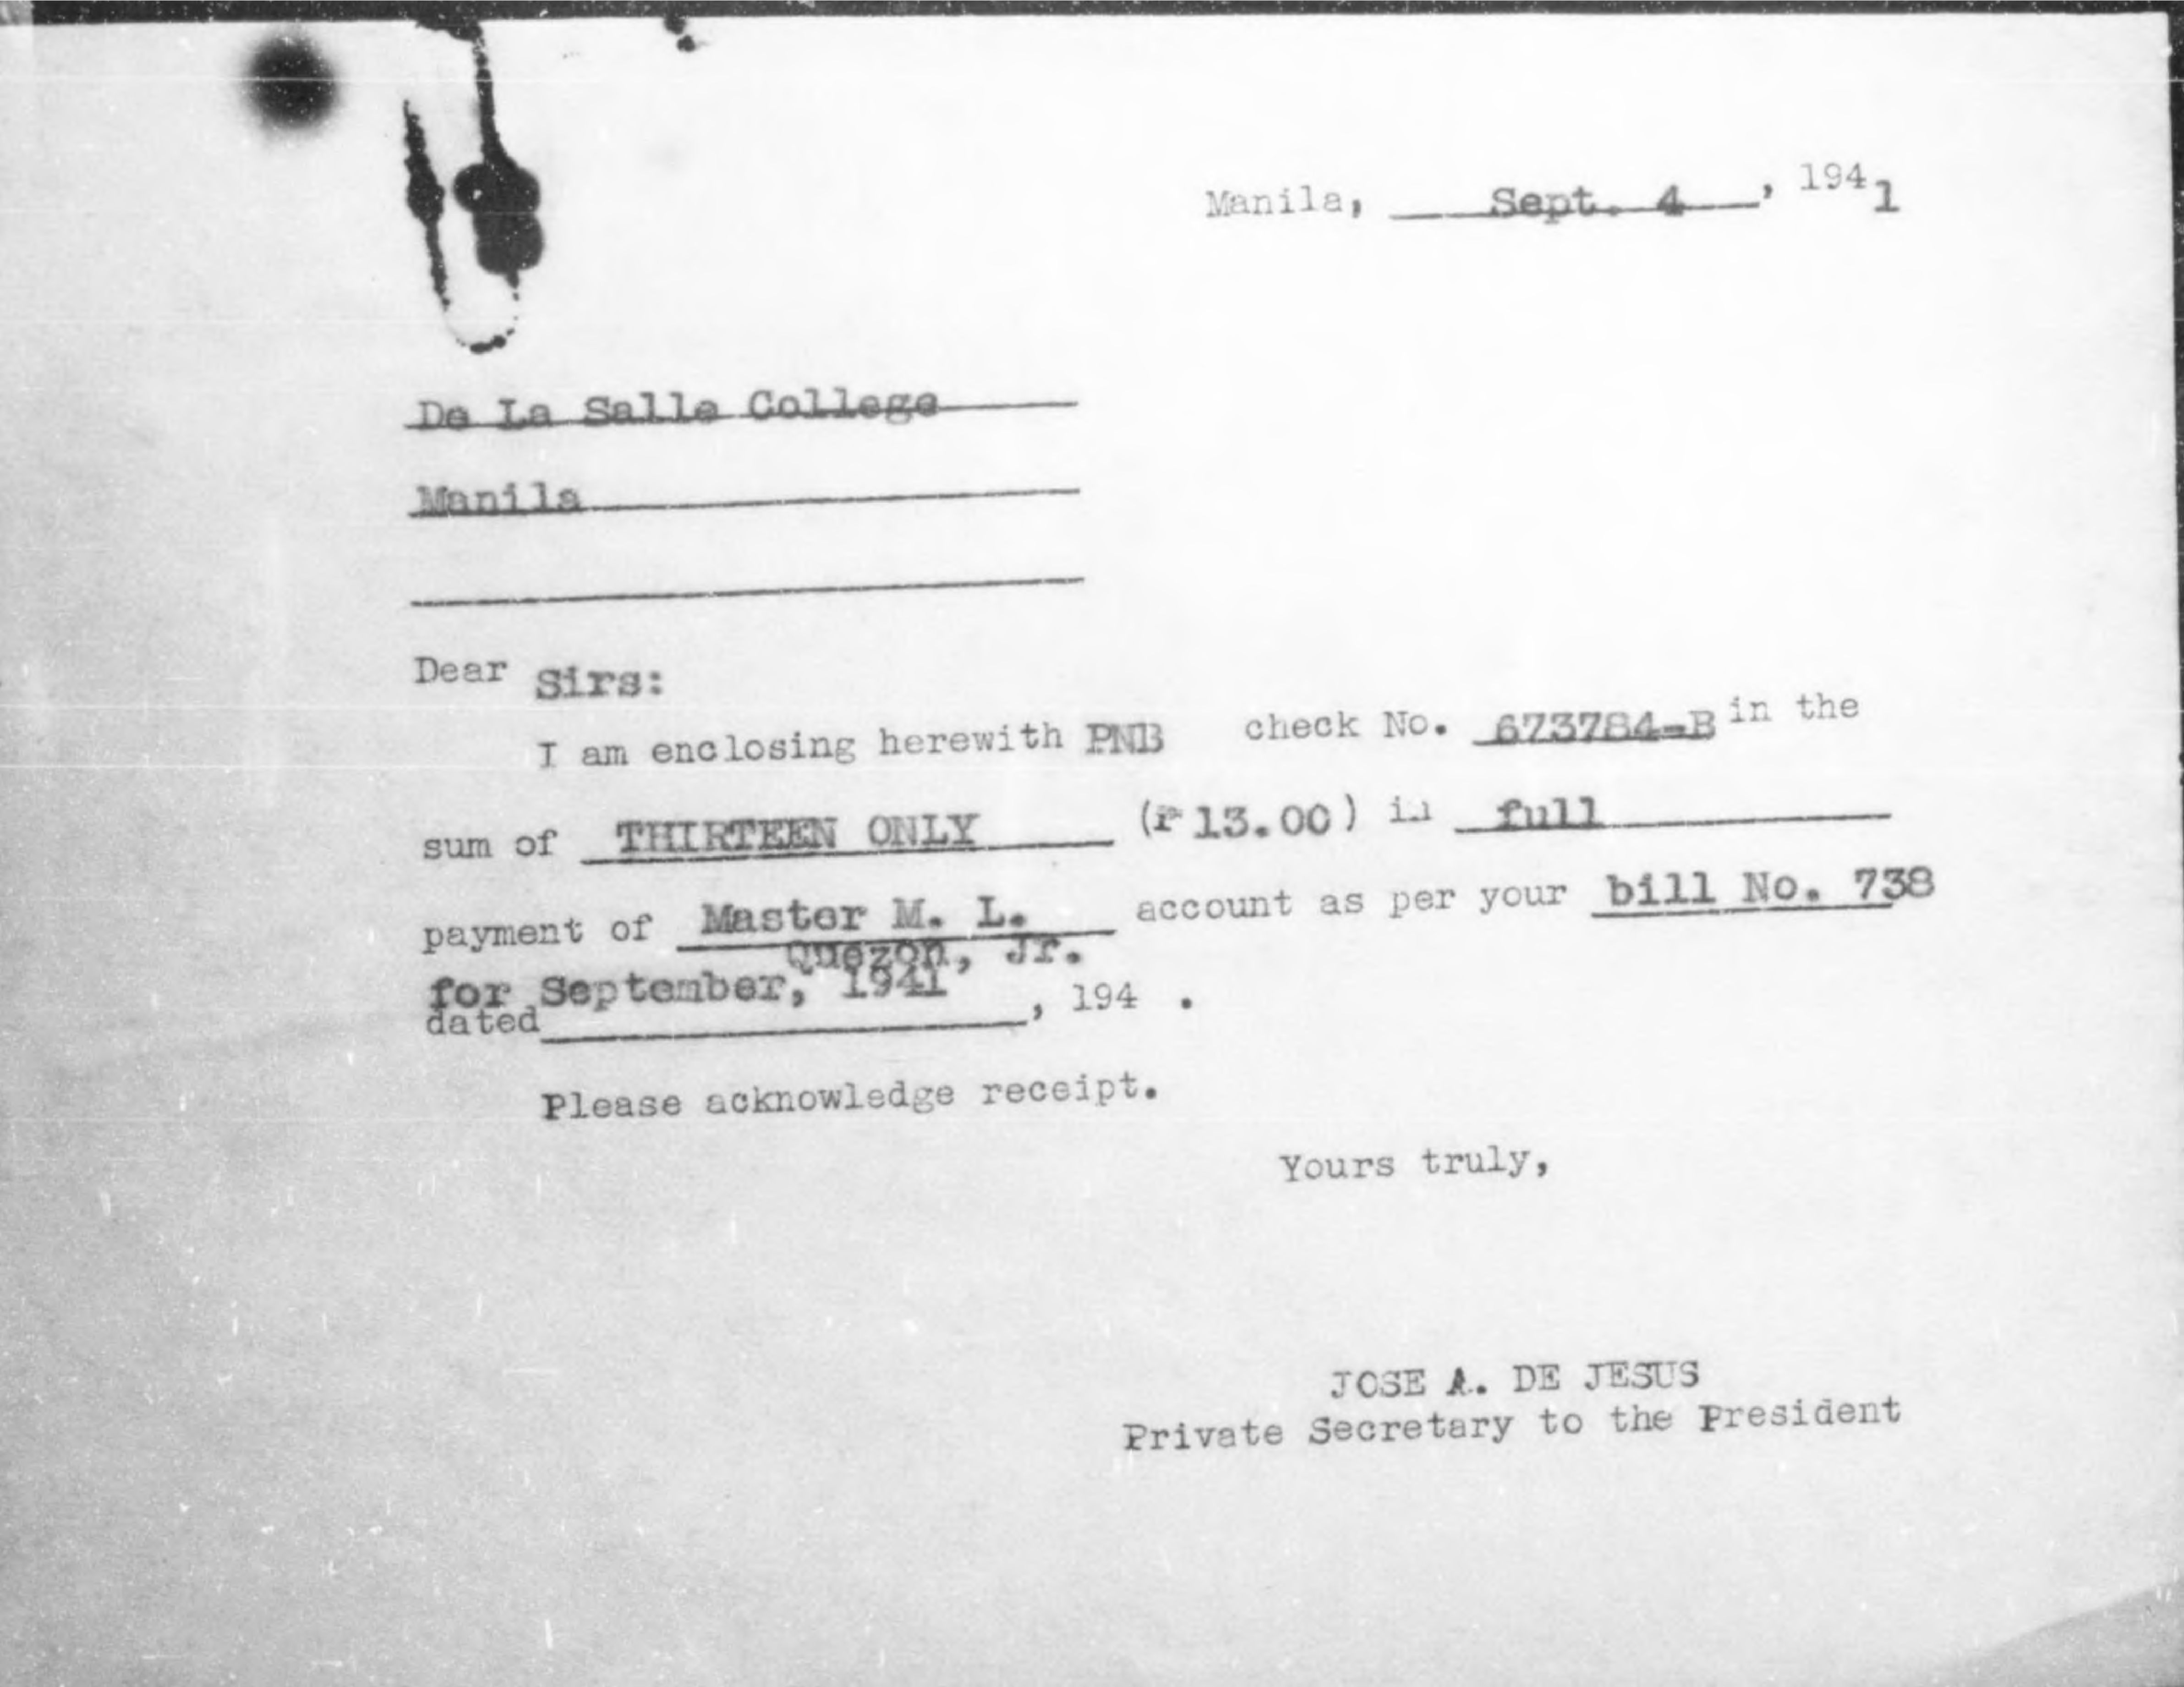 Manila, Sept. 4, 1941
De La Salle College
Manila
Dear Sirs:
I am enclosing herewith PNB check No. 673784-B in the
sum of THIRTEEN ONLY (₱13.00) in full
payment of Master M. L. account as per your bill No. 738
Quezon, Jr.
for September, 1941
dated , 194 .
Please acknowledge receipt.
Yours truly,
JOSE A. DE JESUS
Private Secretary to the President